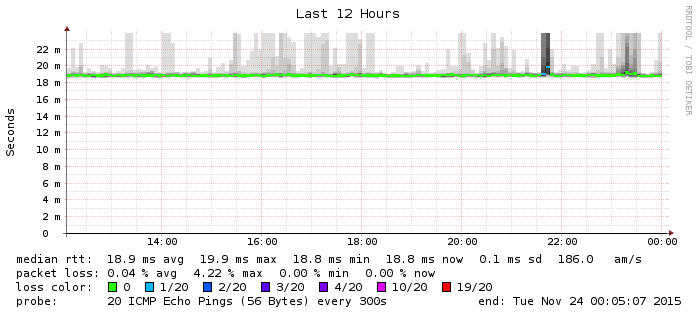 Last 12 Hours
RRDTOOL / TOBI OETIKER
Seconds
22 m
20 m
18 m
16 m
14 m
12 m
10 m
8 m
6 m
4 m
2 m
0
14:00 16:00 18:00 20:00 22:00 00:00
median rtt: 18.9 ms avg 19.9 ms max 18.8 ms min 18.8 ms now 0.1 ms sd 186.0 am/s
packet loss: 0.04 % avg 4.22 % max 0.00 % min 0.00 % now
loss color: 0 1/20 2/20 3/20 4/20 10/20 19/20
probe: 20 ICMP Echo Pings (56 Bytes) every 300s end: Tue Nov 24 00:05:07 2015